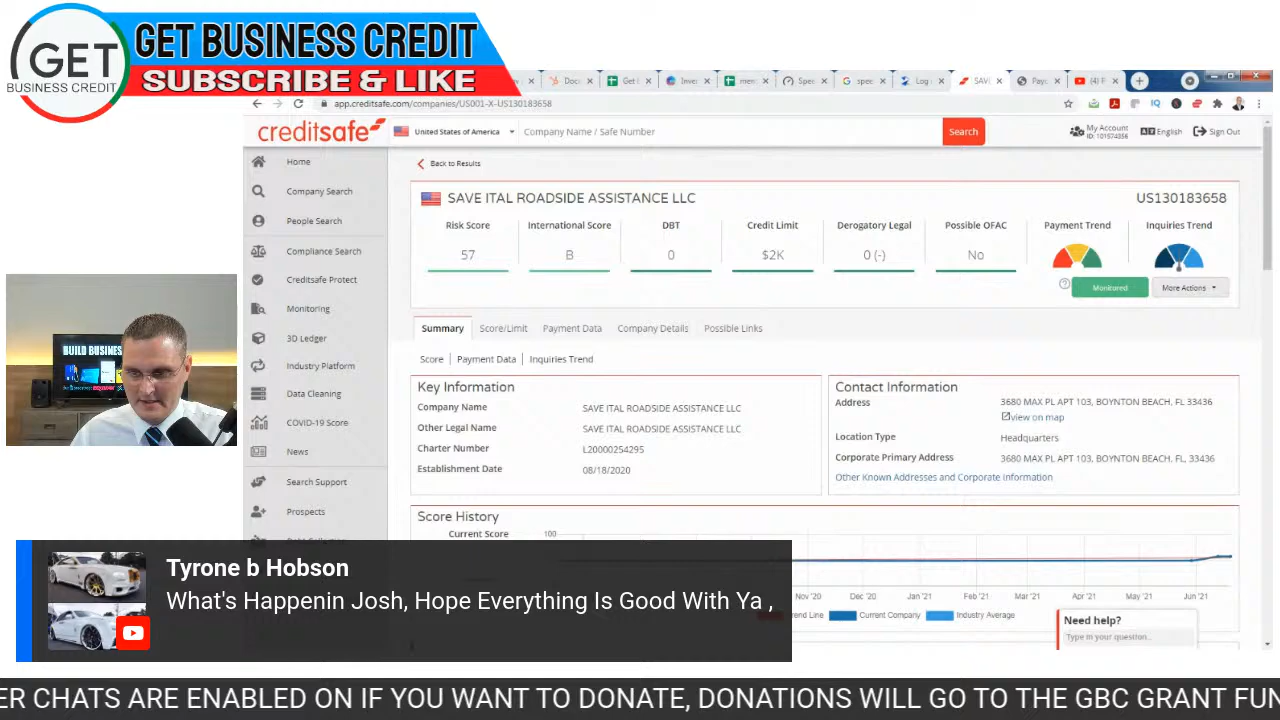 GET
BUSINESS CREDIT
GET BUSINESS CREDIT
SUBSCRIBE & LIKE
app.creditsafe.com/companies/US001-X-US130183658
creditsafe
United States of America
Company Name / Safe Number
Search
My Account
ID: 101574356
English
Sign Out
Home
Company Search
People Search
Compliance Search
Creditsafe Protect
Monitoring
3D Ledger
Industry Platform
Data Cleaning
COVID-19 Score
News
Search Support
Prospects
Back to Results
SAVE ITAL ROADSIDE ASSISTANCE LLC
US130183658
Risk Score
International Score
DBT
Credit Limit
Derogatory Legal
Possible OFAC
Payment Trend
Inquiries Trend
57
B
0
$2K
0 (-)
No
Monitored
More Actions
Summary
Score/Limit
Payment Data
Company Details
Possible Links
Score
Payment Data
Inquiries Trend
Key Information
Company Name
SAVE ITAL ROADSIDE ASSISTANCE LLC
Other Legal Name
SAVE ITAL ROADSIDE ASSISTANCE LLC
Charter Number
L20000254295
Establishment Date
08/18/2020
Contact Information
Address
3680 MAX PL APT 103, BOYNTON BEACH, FL 33436
view on map
Location Type
Headquarters
Corporate Primary Address
3680 MAX PL APT 103, BOYNTON BEACH, FL, 33436
Other Known Addresses and Corporate Information
Score History
Current Score
100
Nov '20
Dec '20
Jan '21
Feb '21
Mar '21
Apr '21
May '21
Jun '21
Current Company
Industry Average
Need help?
Type in your question...
BUILD BUSINES
Tyrone b Hobson
What's Happenin Josh, Hope Everything Is Good With Ya ,
ER CHATS ARE ENABLED ON IF YOU WANT TO DONATE, DONATIONS WILL GO TO THE GBC GRANT FUN